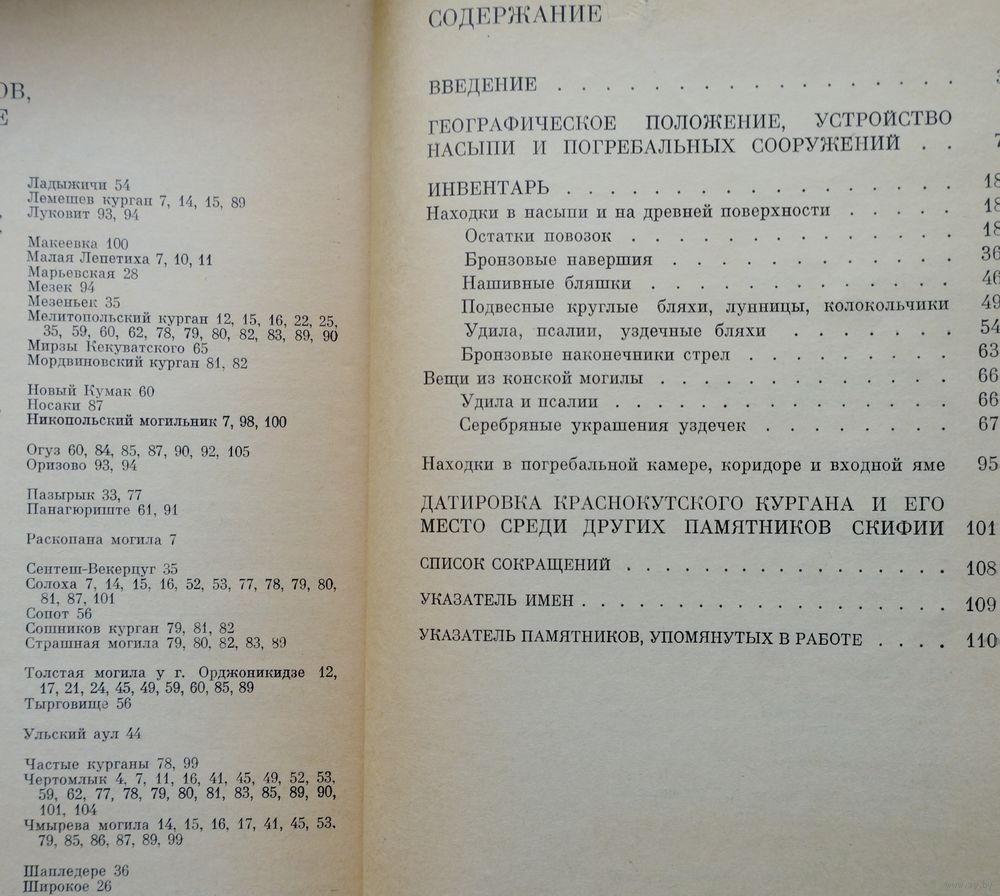 ОВ,
Е
Ладыжичи 54
Лемешев курган 7, 14, 15, 89
Луковит 93, 94
Макеевка 100
Малая Лепетиха 7, 10, 11
Марьевская 28
Мезек 94
Мезеньек 35
Мелитопольский курган 12, 15, 16, 22, 25,
35, 59, 60, 62, 78, 79, 80, 82, 83, 89, 90
Мирзы Кекуватского 65
Мордвиновский курган 81, 82
Новый Кумак 60
Носаки 87
Никопольский могильник 7, 98, 100
Огуз 60, 84, 85, 87, 90, 92, 105
Оризово 93, 94
Пазырык 33, 77
Панагюриште 61, 91
Раскопана могила 7
Сентеш-Векерцуг 35
Солоха 7, 14, 15, 16, 52, 53, 77, 78, 79, 80,
81, 87, 101
Сопот 56
Сошников курган 79, 81, 82
Страшная могила 79, 80, 82, 83, 89
Толстая могила у г. Орджоникидзе 12,
17, 21, 24, 45, 49, 59, 60, 85, 89
Тырговище 56
Ульский аул 44
Частые курганы 78, 99
Чертомлык 4, 7, 11, 16, 41, 45, 49, 52, 53,
59, 62, 77, 78, 79, 80, 81, 83, 85, 89, 90,
101, 104
Чмырева могила 14, 15, 16, 17, 41, 45, 53,
79, 85, 86, 87, 89, 99
Шапледере 36
Широкое 26
СОДЕРЖАНИЕ
ВВЕДЕНИЕ . . . . . . . . . . . . . . . . . 3
ГЕОГРАФИЧЕСКОЕ ПОЛОЖЕНИЕ, УСТРОЙСТВО
НАСЫПИ И ПОГРЕБАЛЬНЫХ СООРУЖЕНИЙ . . 7
ИНВЕНТАРЬ . . . . . . . . . . . . . . . . 18
Находки в насыпи и на древней поверхности . . . . . 18
Остатки повозок . . . . . . . . . . . . . 18
Бронзовые навершия . . . . . . . . . . . 36
Нашивные бляшки . . . . . . . . . . . . 46
Подвесные круглые бляхи, лунницы, колокольчики 49
Удила, псалии, уздечные бляхи . . . . . . . 54
Бронзовые наконечники стрел . . . . . . . . 63
Вещи из конской могилы . . . . . . . . . . . . 66
Удила и псалии . . . . . . . . . . . . . 66
Серебряные украшения уздечек . . . . . . . 67
Находки в погребальной камере, коридоре и входной яме 95
ДАТИРОВКА КРАСНОКУТСКОГО КУРГАНА И ЕГО
МЕСТО СРЕДИ ДРУГИХ ПАМЯТНИКОВ СКИФИИ 101
СПИСОК СОКРАЩЕНИЙ . . . . . . . . . . . . . 108
УКАЗАТЕЛЬ ИМЕН . . . . . . . . . . . . . . . 109
УКАЗАТЕЛЬ ПАМЯТНИКОВ, УПОМЯНУТЫХ В РАБОТЕ . . . . 110